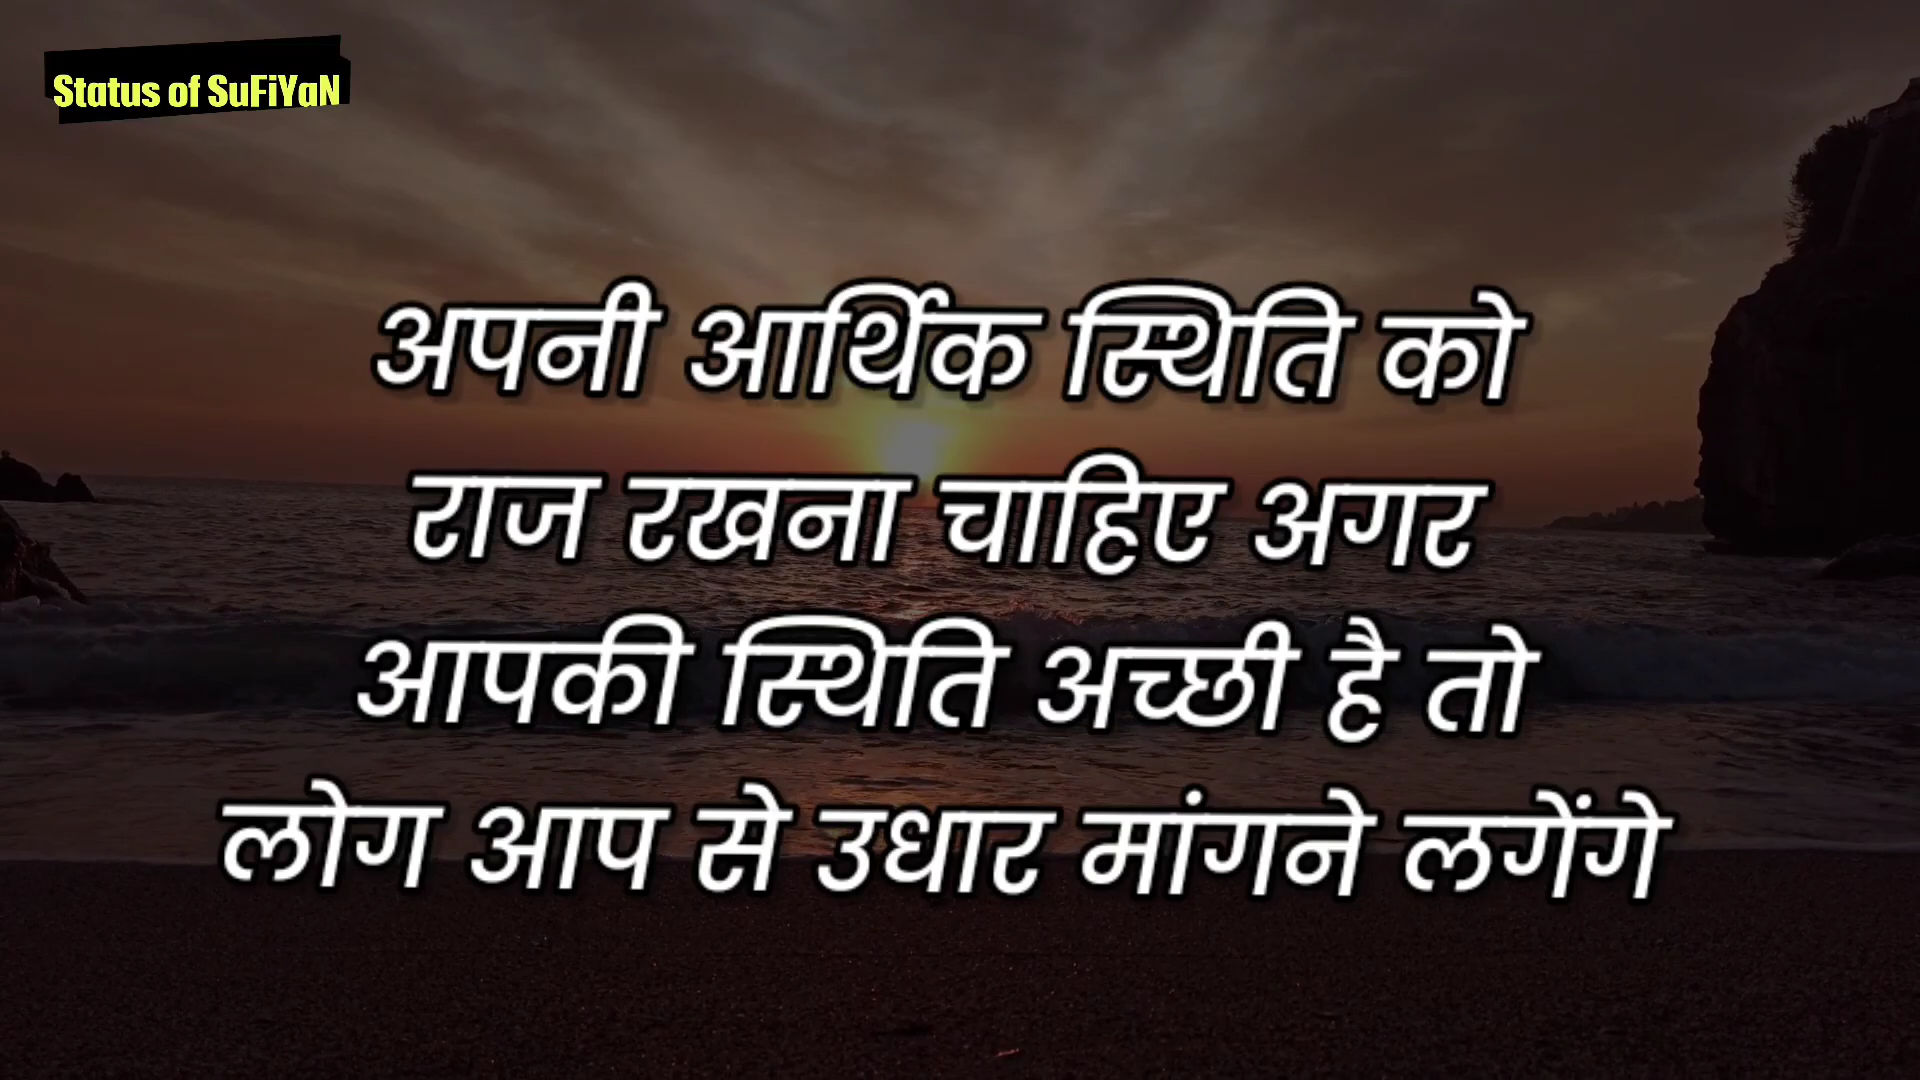 Status of SuFiYaN
अपनी आर्थिक स्थिति को
राज रखना चाहिए अगर
आपकी स्थिति अच्छी है तो
लोग आप से उधार मांगने लगेंगे